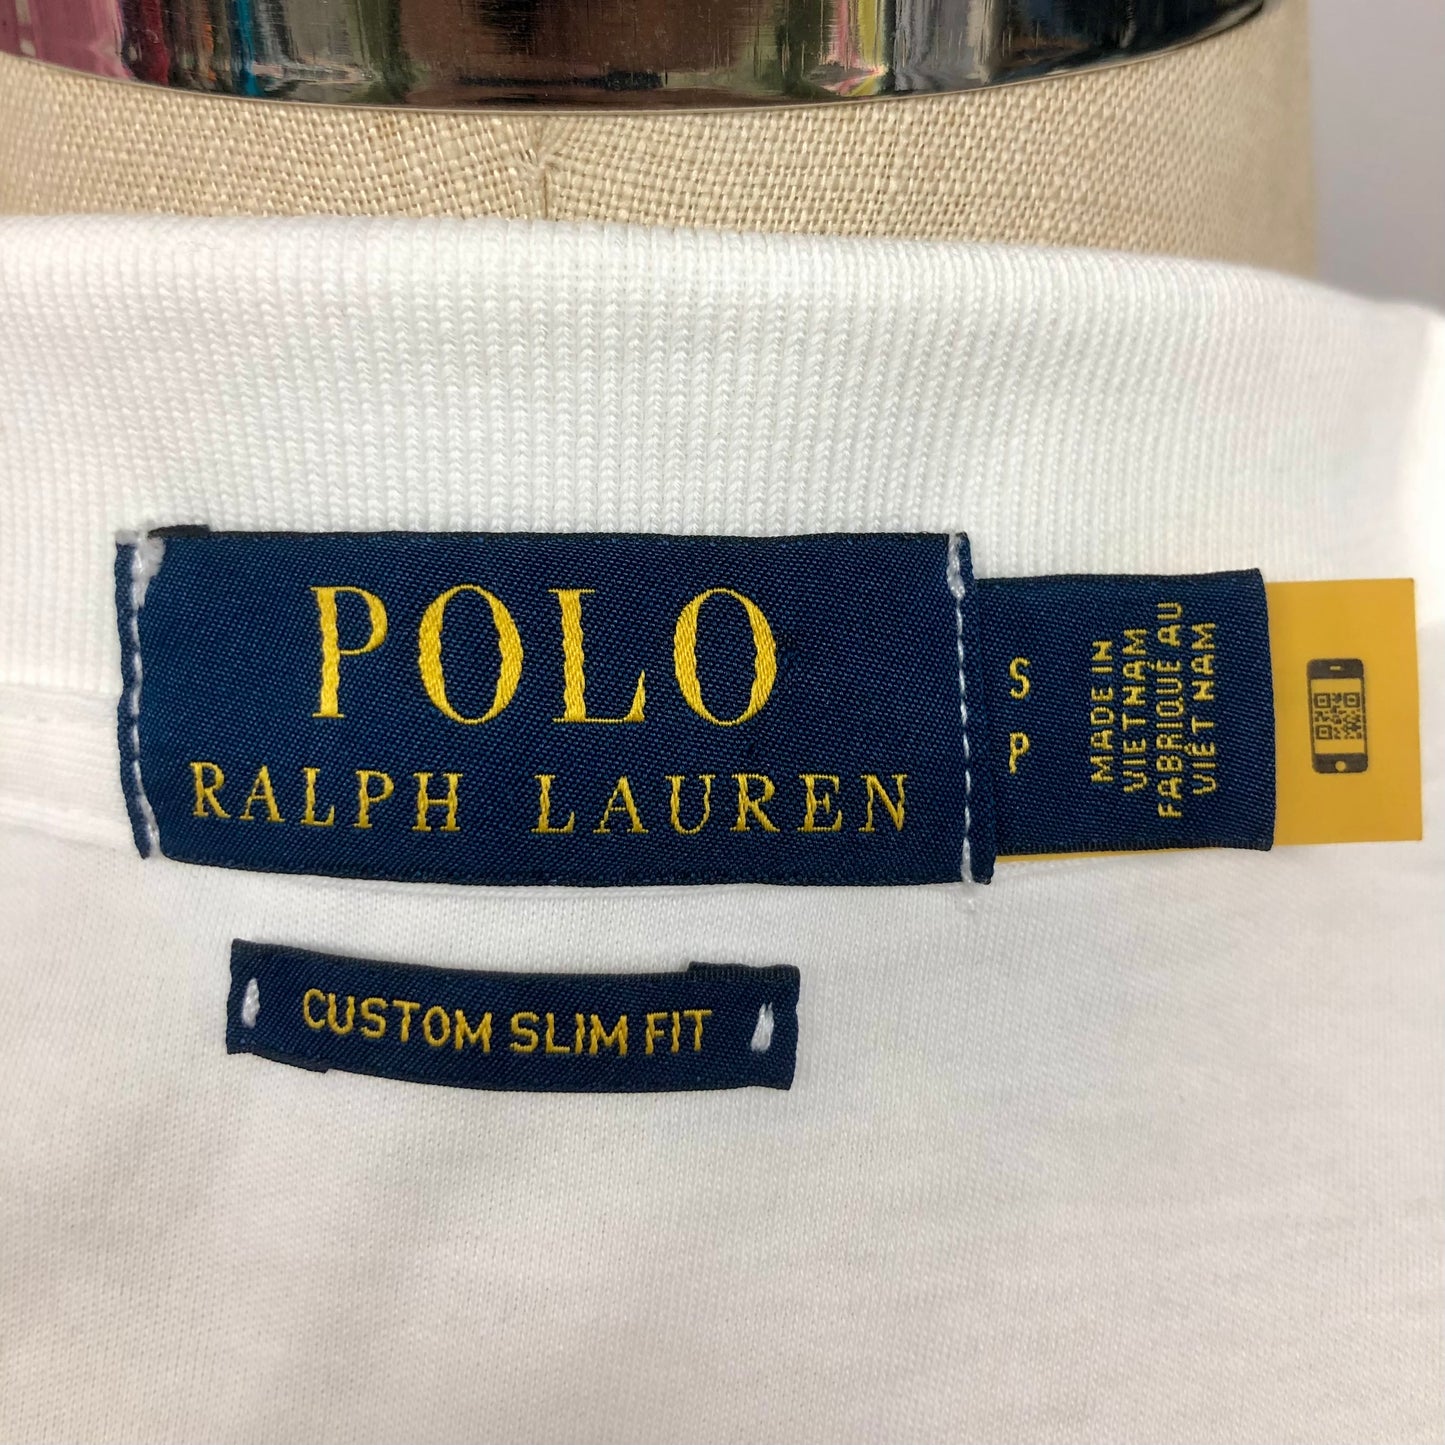 POLO
RALPH LAUREN
S
P
MADE IN
VIETNAM
FABRIQUÉ AU
VIÊT NAM
CUSTOM SLIM FIT